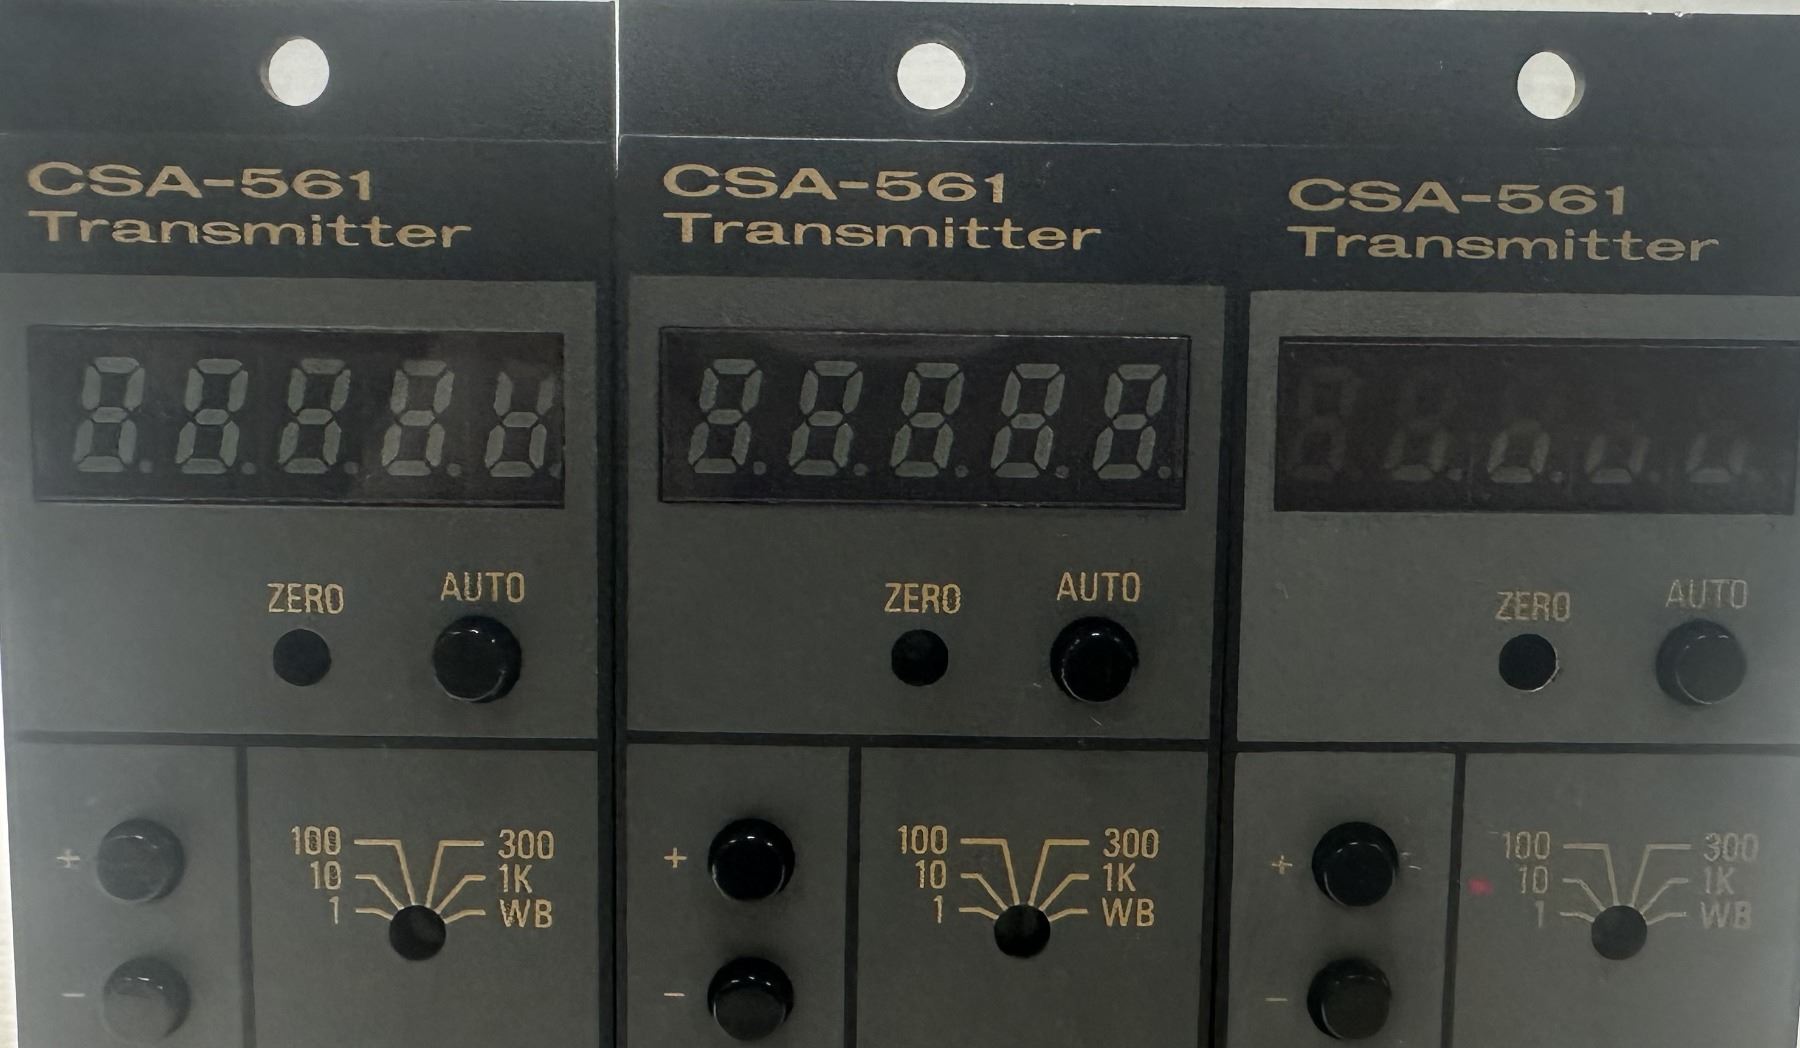 CSA-561
Transmitter
ZERO
AUTO
+
-
100
300
10
1K
1
WB
CSA-561
Transmitter
ZERO
AUTO
+
-
100
300
10
1K
1
WB
CSA-561
Transmitter
ZERO
AUTO
+
-
100
300
10
1K
1
WB